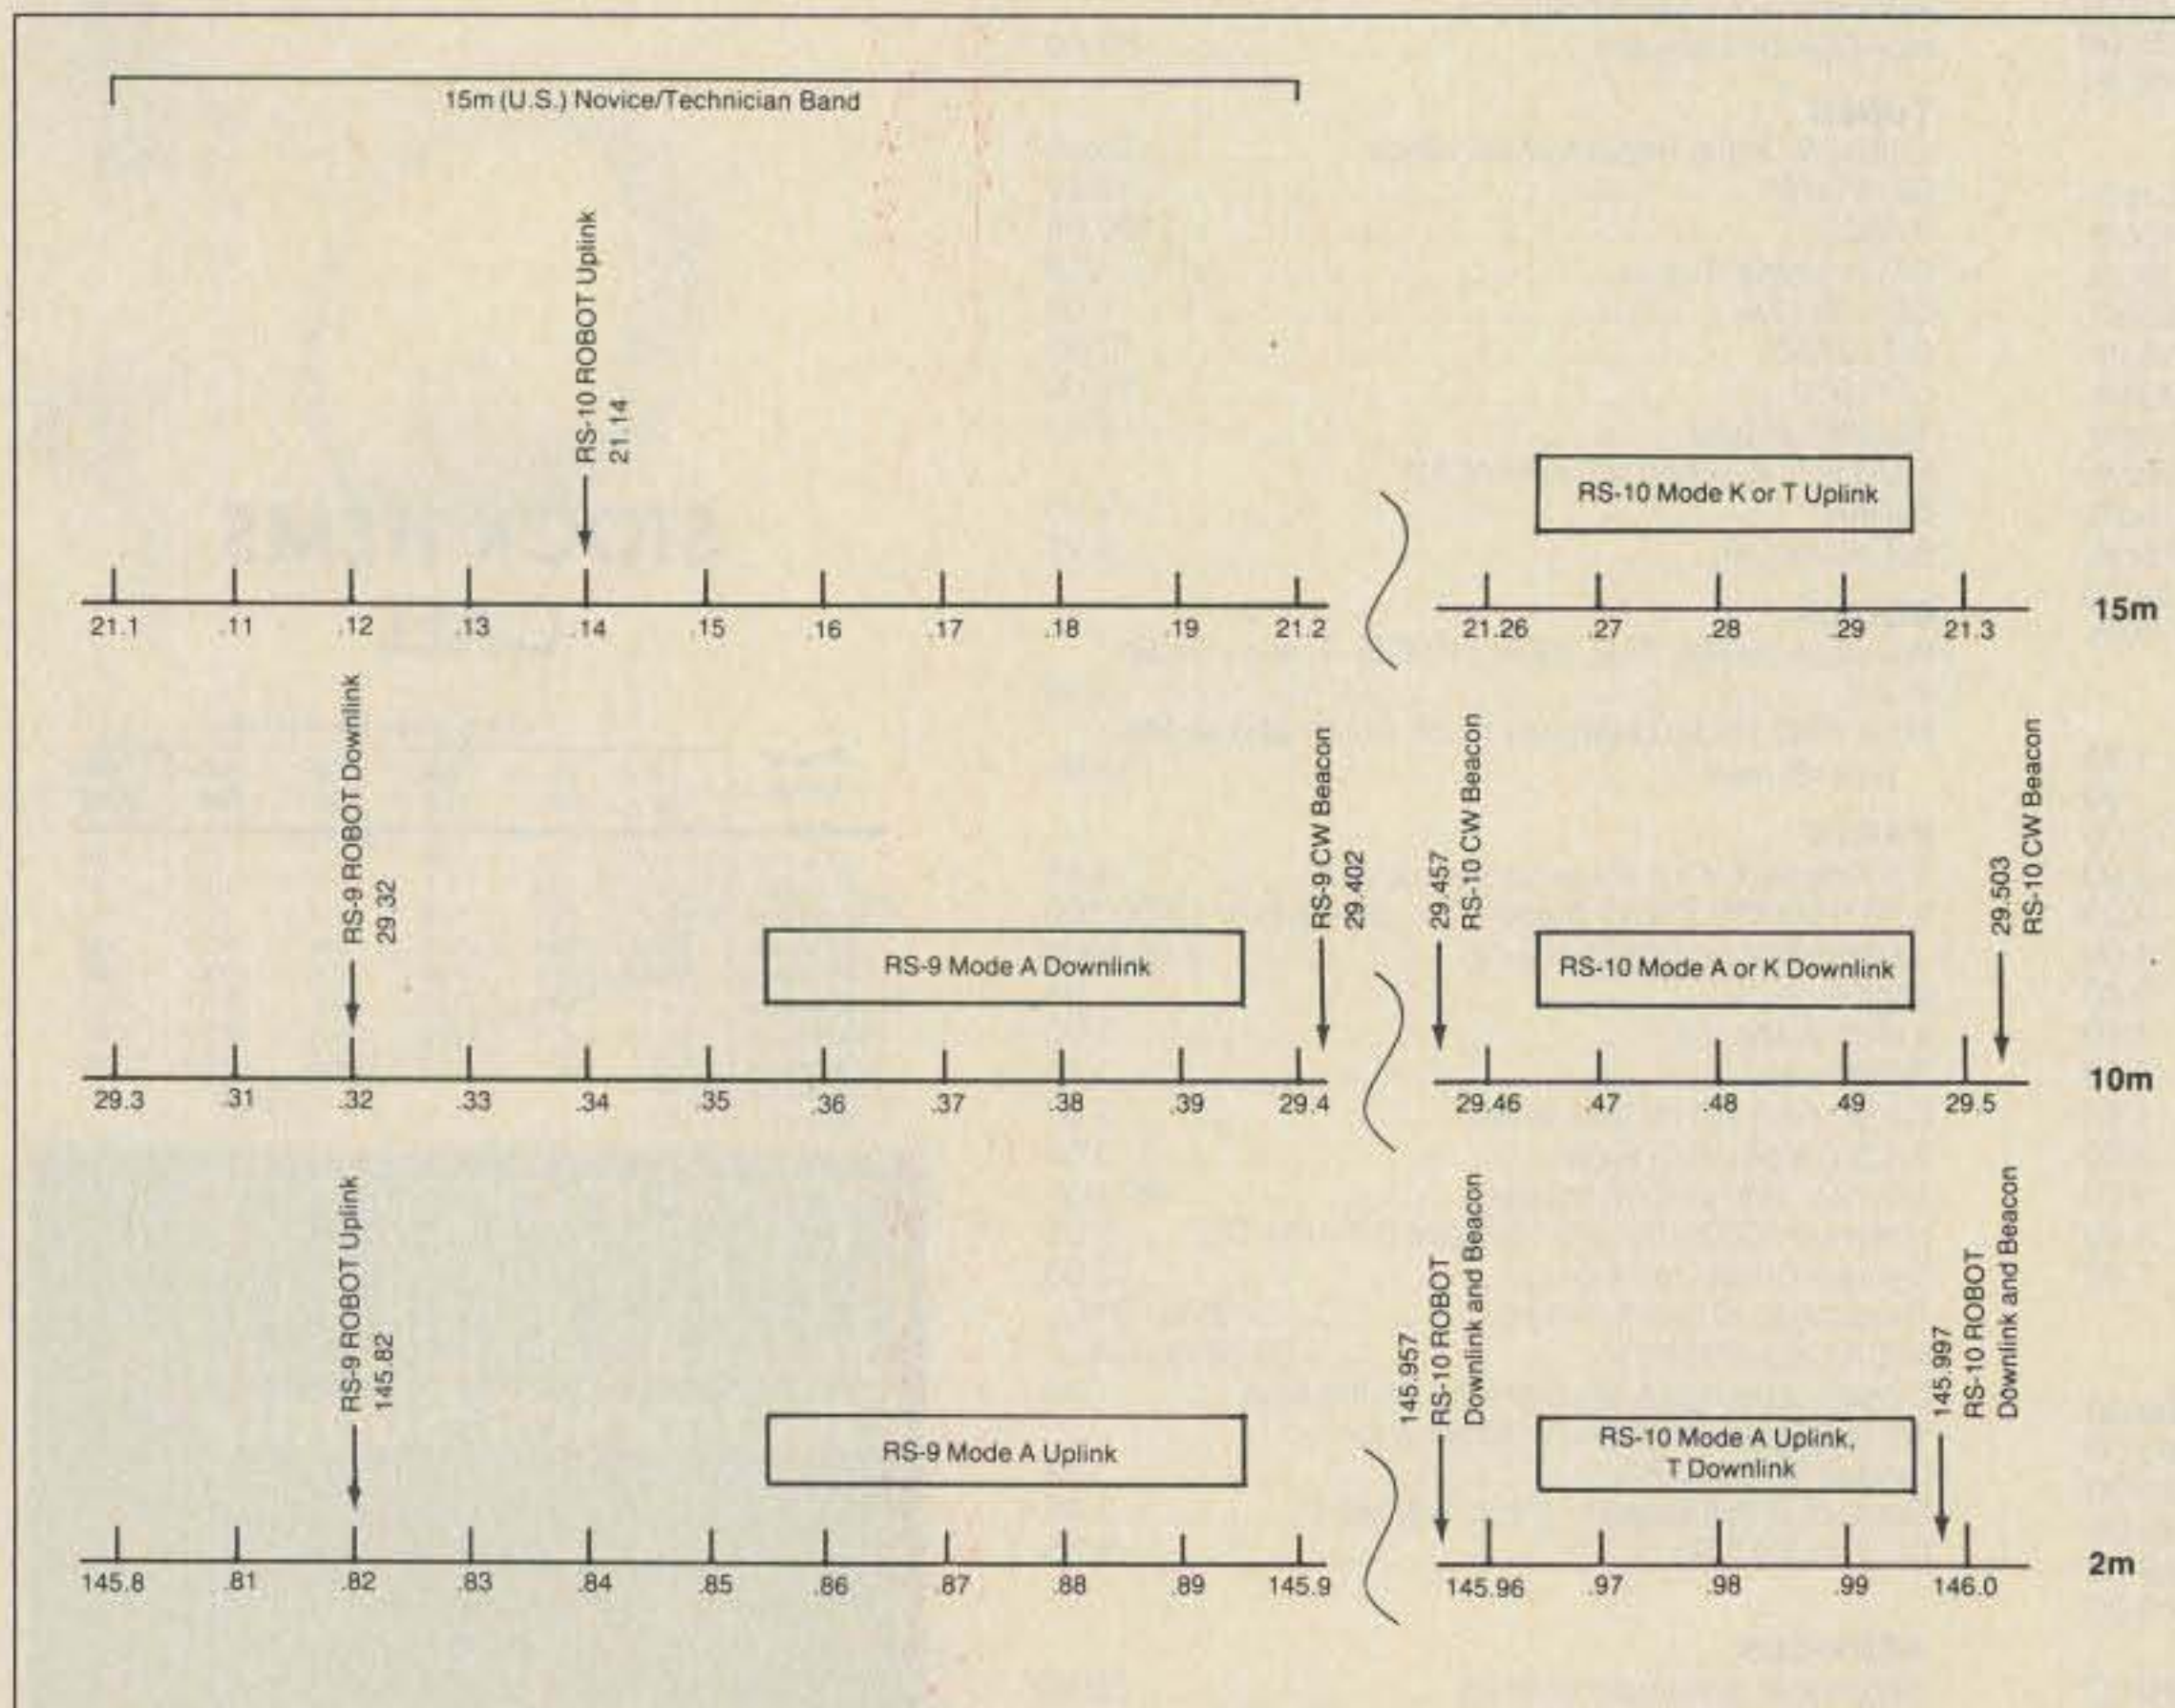 15m (U.S.) Novice/Technician Band
RS-10 ROBOT Uplink
21.14
RS-10 Mode K or T Uplink
21.1 .11 .12 .13 .14 .15 .16 .17 .18 .19 21.2 21.26 .27 .28 .29 21.3
15m
RS-9 ROBOT Downlink
29.32
RS-9 Mode A Downlink
RS-9 CW Beacon
29.402
29.457
RS-10 CW Beacon
RS-10 Mode A or K Downlink
29.503
RS-10 CW Beacon
29.3 .31 .32 .33 .34 .35 .36 .37 .38 .39 29.4 29.46 .47 .48 .49 29.5
10m
RS-9 ROBOT Uplink
145.82
RS-9 Mode A Uplink
145.957
RS-10 ROBOT
Downlink and Beacon
RS-10 Mode A Uplink,
T Downlink
145.997
RS-10 ROBOT
Downlink and Beacon
145.8 .81 .82 .83 .84 .85 .86 .87 .88 .89 145.9 145.96 .97 .98 .99 146.0
2m